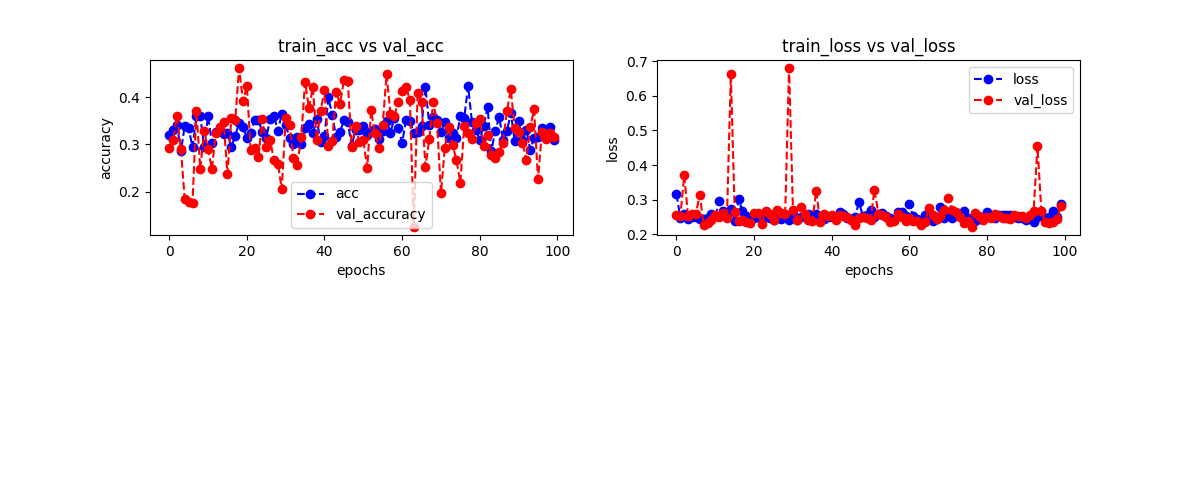 train_acc vs val_acc
accuracy
0.4
0.3
0.2
acc
val_accuracy
0
20
40
60
80
100
epochs
train_loss vs val_loss
loss
0.7
0.6
0.5
0.4
0.3
0.2
loss
val_loss
0
20
40
60
80
100
epochs